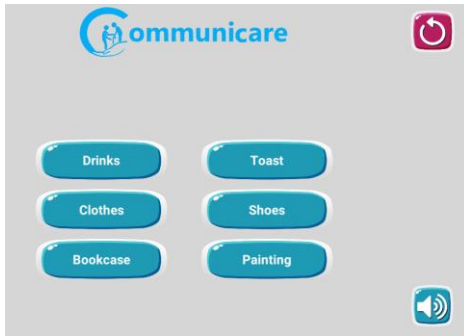 Communicare
Drinks
Toast
Clothes
Shoes
Bookcase
Painting